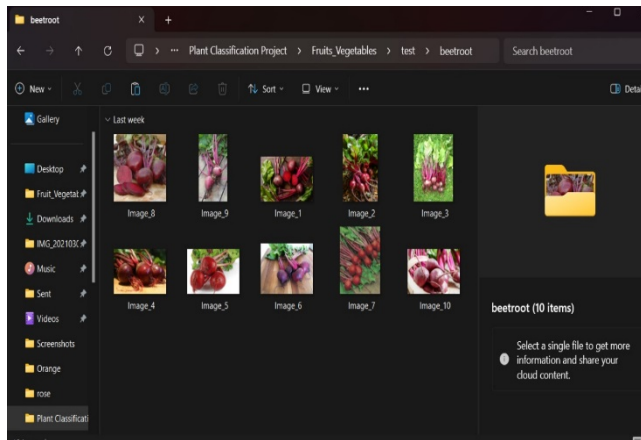 beetroot
Plant Classification Project > Fruits_Vegetables > test > beetroot
Search beetroot
New
Sort
View
Detai
Gallery
Desktop
Fruit_Vegetal
Downloads
IMG_2021030
Music
Sent
Videos
Screenshots
Orange
rose
Plant Classificati
Last week
Image_8
Image_9
Image_1
Image_2
Image_3
Image_4
Image_5
Image_6
Image_7
Image_10
beetroot (10 items)
Select a single file to get more
information and share your
cloud content.